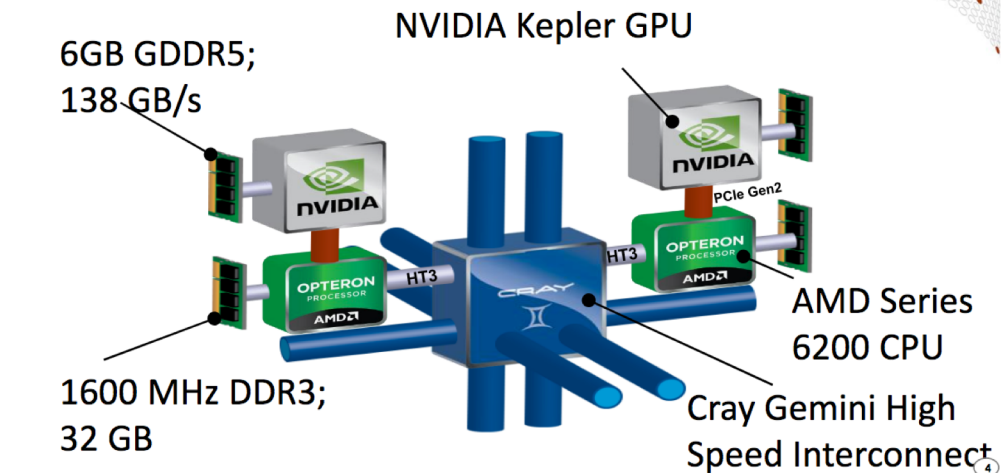 NVIDIA Kepler GPU
6GB GDDR5;
138 GB/s
NVIDIA
NVIDIA
PCIe Gen2
OPTERON
PROCESSOR
AMD
HT3
HT3
OPTERON
PROCESSOR
AMD
CRAY
AMD Series
6200 CPU
1600 MHz DDR3;
32 GB
Cray Gemini High
Speed Interconnect
4